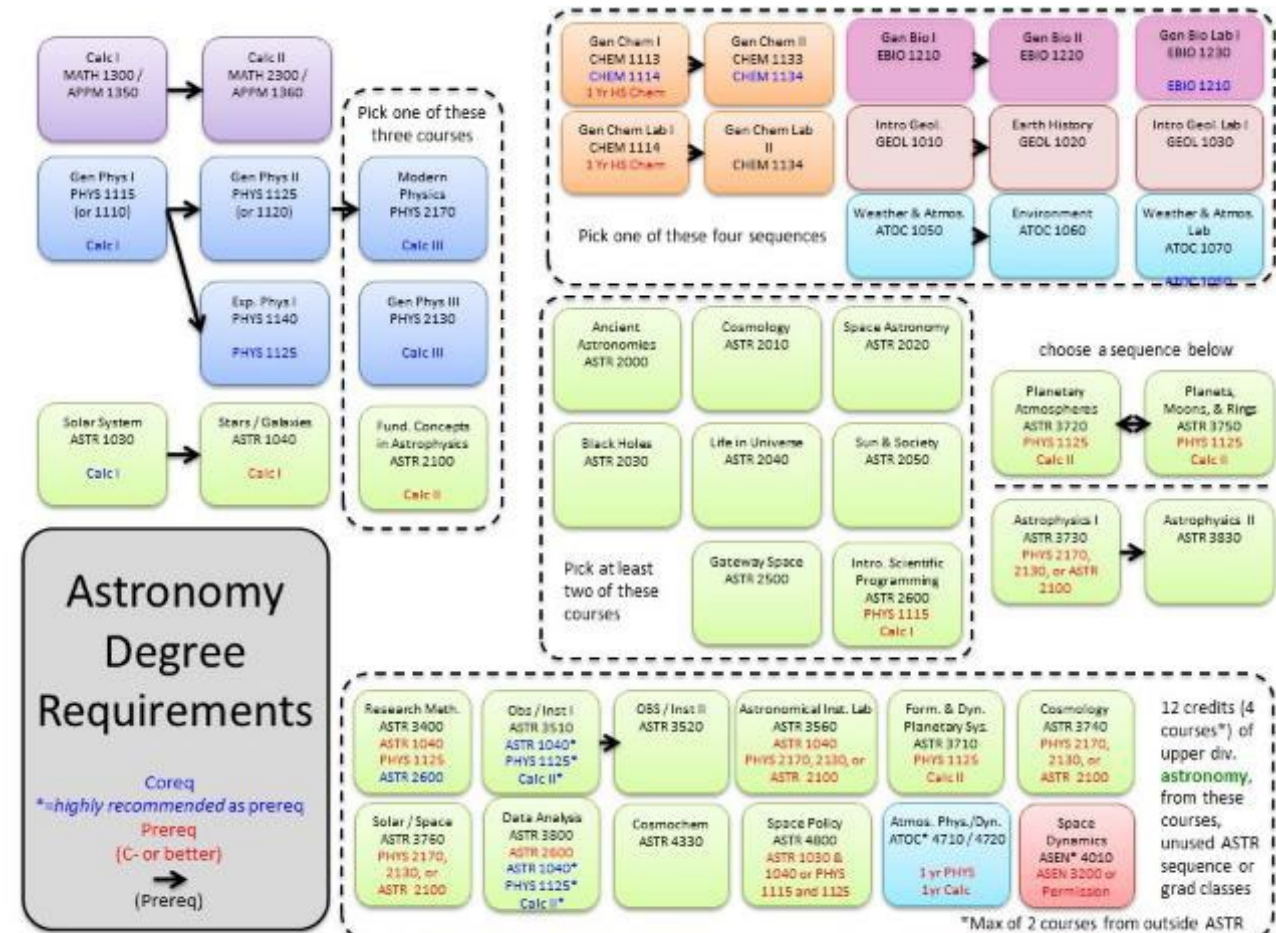 Calc I
MATH 1300 /
APPM 1350
Calc II
MATH 2300 /
APPM 1360
Pick one of these
three courses
Gen Phys I
PHYS 1115
(or 1110)
Calc I
Gen Phys II
PHYS 1125
(or 1120)
Modern
Physics
PHYS 2170
Calc III
Exp. Phys I
PHYS 1140
PHYS 1125
Gen Phys III
PHYS 2130
Calc III
Solar System
ASTR 1030
Calc I
Stars / Galaxies
ASTR 1040
Calc I
Fund. Concepts
in Astrophysics
ASTR 2100
Calc II
Gen Chem I
CHEM 1113
CHEM 1114
1 Yr HS Chem
Gen Chem II
CHEM 1133
CHEM 1134
Gen Bio I
EBIO 1210
Gen Bio II
EBIO 1220
Gen Bio Lab I
EBIO 1230
EBIO 1210
Gen Chem Lab I
CHEM 1114
1 Yr HS Chem
Gen Chem Lab
II
CHEM 1134
Intro Geol.
GEOL 1010
Earth History
GEOL 1020
Intro Geol. Lab I
GEOL 1030
Pick one of these four sequences
Weather & Atmos.
ATOC 1050
Environment
ATOC 1060
Weather & Atmos.
Lab
ATOC 1070
ATOC 1050
Ancient
Astronomies
ASTR 2000
Cosmology
ASTR 2010
Space Astronomy
ASTR 2020
Black Holes
ASTR 2030
Life in Universe
ASTR 2040
Sun & Society
ASTR 2050
Pick at least
two of these
courses
Gateway Space
ASTR 2500
Intro. Scientific
Programming
ASTR 2600
PHYS 1115
Calc I
choose a sequence below
Planetary
Atmospheres
ASTR 3720
PHYS 1125
Calc II
Planets,
Moons, & Rings
ASTR 3750
PHYS 1125
Calc II
Astrophysics I
ASTR 3730
PHYS 2170,
2130, or ASTR
2100
Astrophysics II
ASTR 3830
Astronomy
Degree
Requirements
Coreq
*=highly recommended as prereq
Prereq
(C- or better)
(Prereq)
Research Math.
ASTR 3400
ASTR 1040
PHYS 1125
ASTR 2600
Obs / Inst I
ASTR 3510
ASTR 1040*
PHYS 1125*
Calc II*
OBS / Inst II
ASTR 3520
Astronomical Inst. Lab
ASTR 3560
ASTR 1040
PHYS 2170, 2130, or
ASTR 2100
Form. & Dyn.
Planetary Sys.
ASTR 3710
PHYS 1125
Calc II
Cosmology
ASTR 3740
PHYS 2170,
2130, or
ASTR 2100
Solar / Space
ASTR 3760
PHYS 2170,
2130, or
ASTR 2100
Data Analysis
ASTR 3800
ASTR 2600
ASTR 1040*
PHYS 1125*
Calc II*
Cosmochem
ASTR 4330
Space Policy
ASTR 4800
ASTR 1030 &
1040 or PHYS
1115 and 1125
Atmos. Phys./Dyn.
ATOC* 4710 / 4720
1 yr PHYS
1yr Calc
Space
Dynamics
ASEN* 4010
ASEN 3200 or
Permission
12 credits (4
courses*) of
upper div.
astronomy,
from these
courses,
unused ASTR
sequence or
grad classes
*Max of 2 courses from outside ASTR